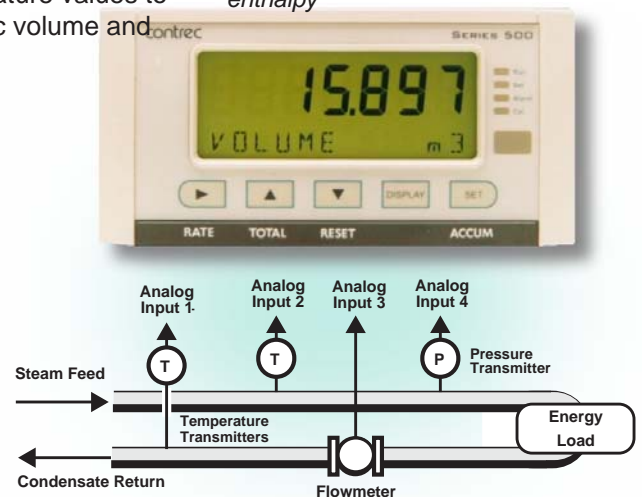 ature values to
enthalpy
c volume and
contrec
SERIES 500
15.897
VOLUME m3
DISPLAY SET
RATE TOTAL RESET ACCUM
Analog Input 1
Analog Input 2
Analog Input 3
Analog Input 4
T
T
P
Pressure Transmitter
Steam Feed
Temperature Transmitters
Energy Load
Condensate Return
Flowmeter